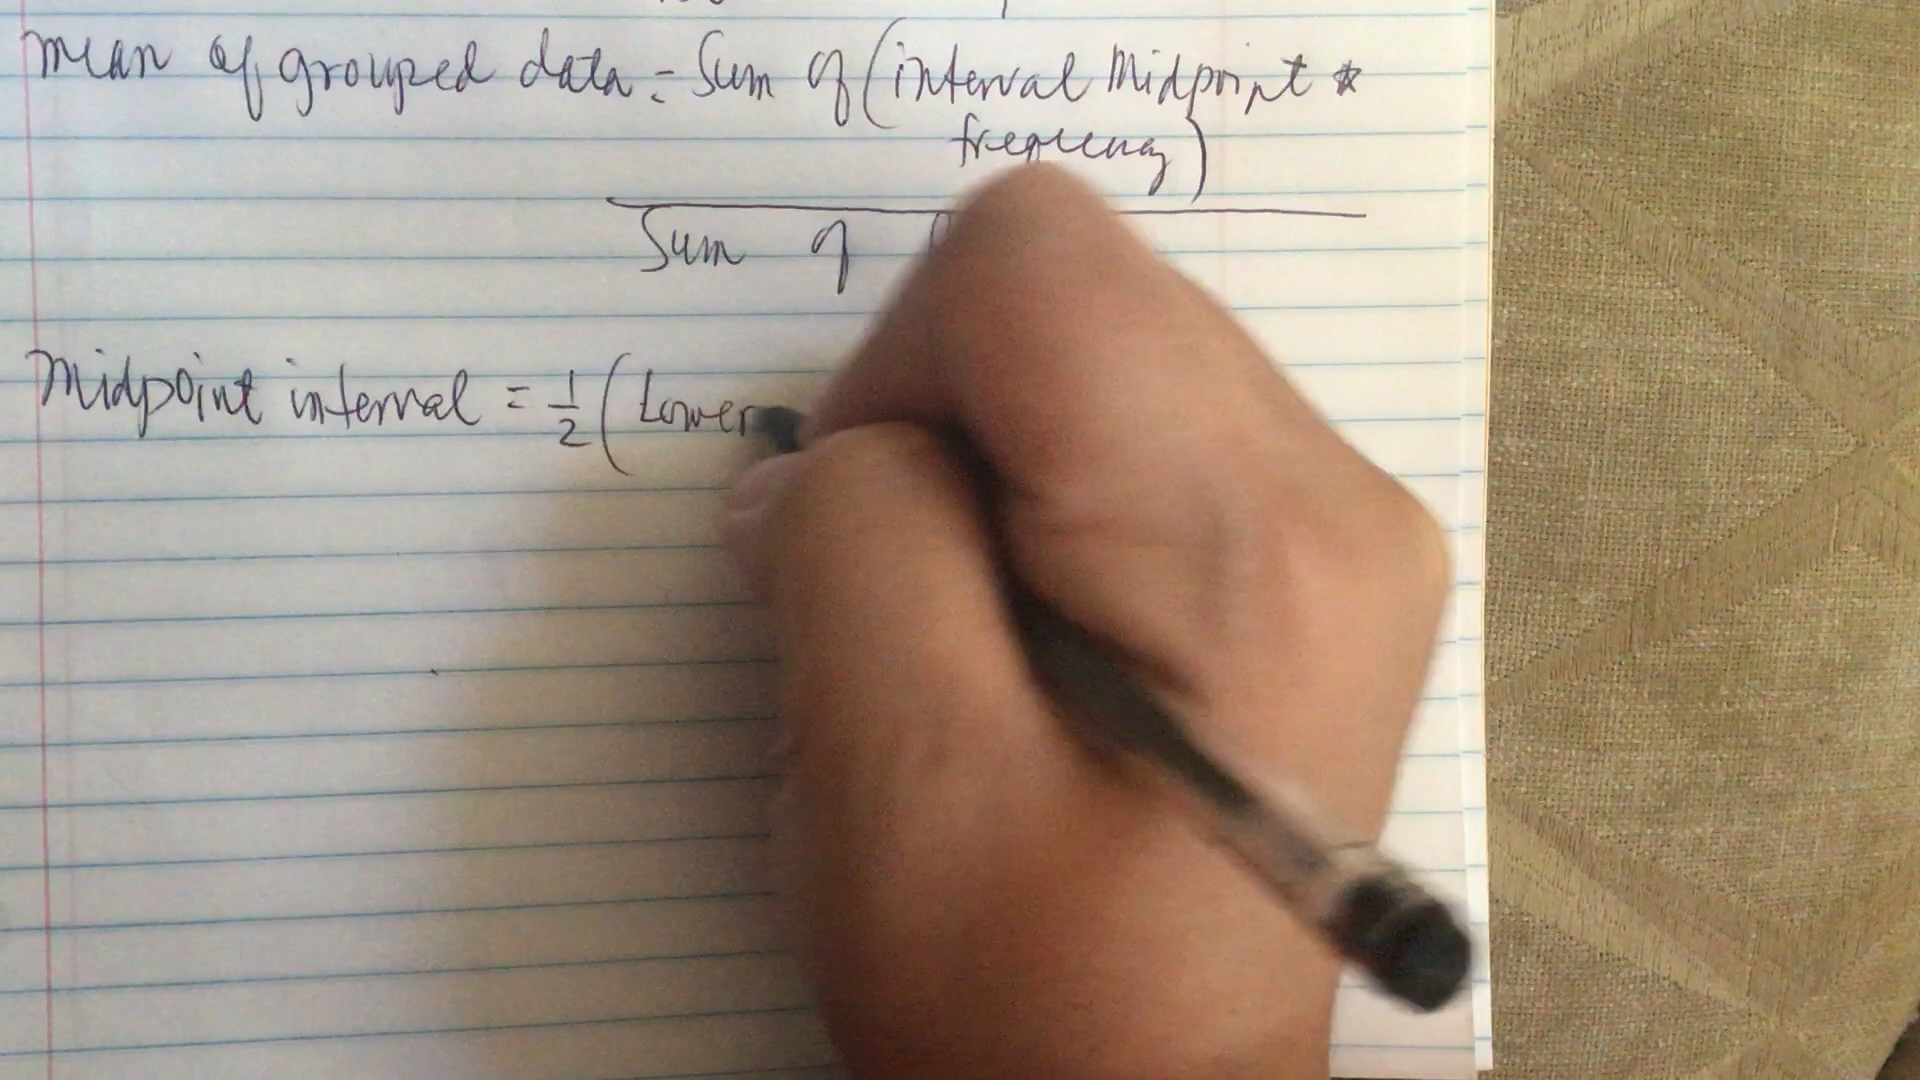 mean of grouped data = Sum of (interval Midpoint *
frequency)
Sum of
Midpoint interval = 1/2 (Lower